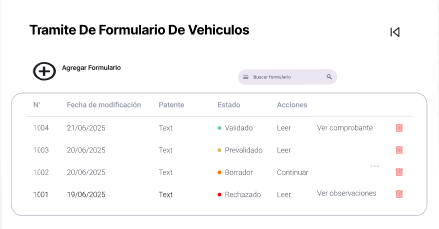 Tramite De Formulario De Vehiculos
Agregar Formulario
Buscar formulario
N° Fecha de modificación Patente Estado Acciones
1004 21/06/2025 Text Validado Leer Ver comprobante
1003 20/06/2025 Text Prevalidado Leer
1002 20/06/2025 Text Borrador Continuar ---
1001 19/06/2025 Text Rechazado Leer Ver observaciones